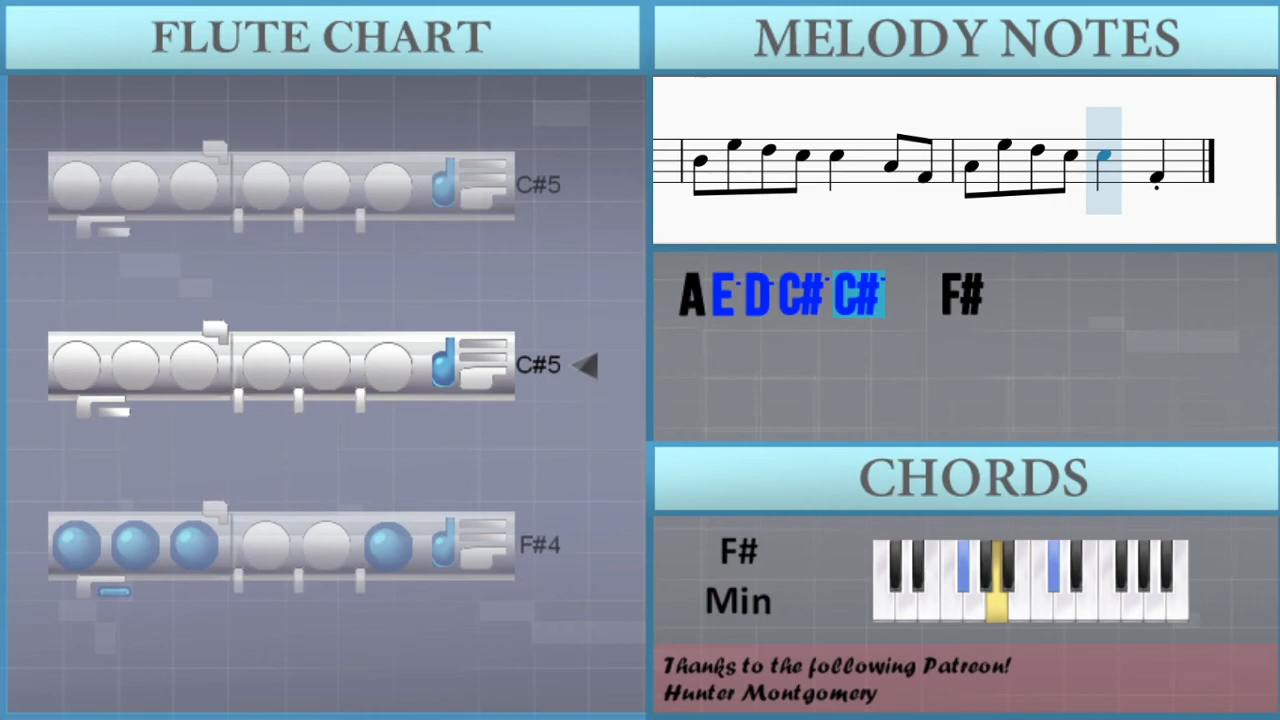 FLUTE CHART
C#5
C#5
F#4
MELODY NOTES
A E D C# C# F#
CHORDS
F#
Min
Thanks to the following Patreon!
Hunter Montgomery